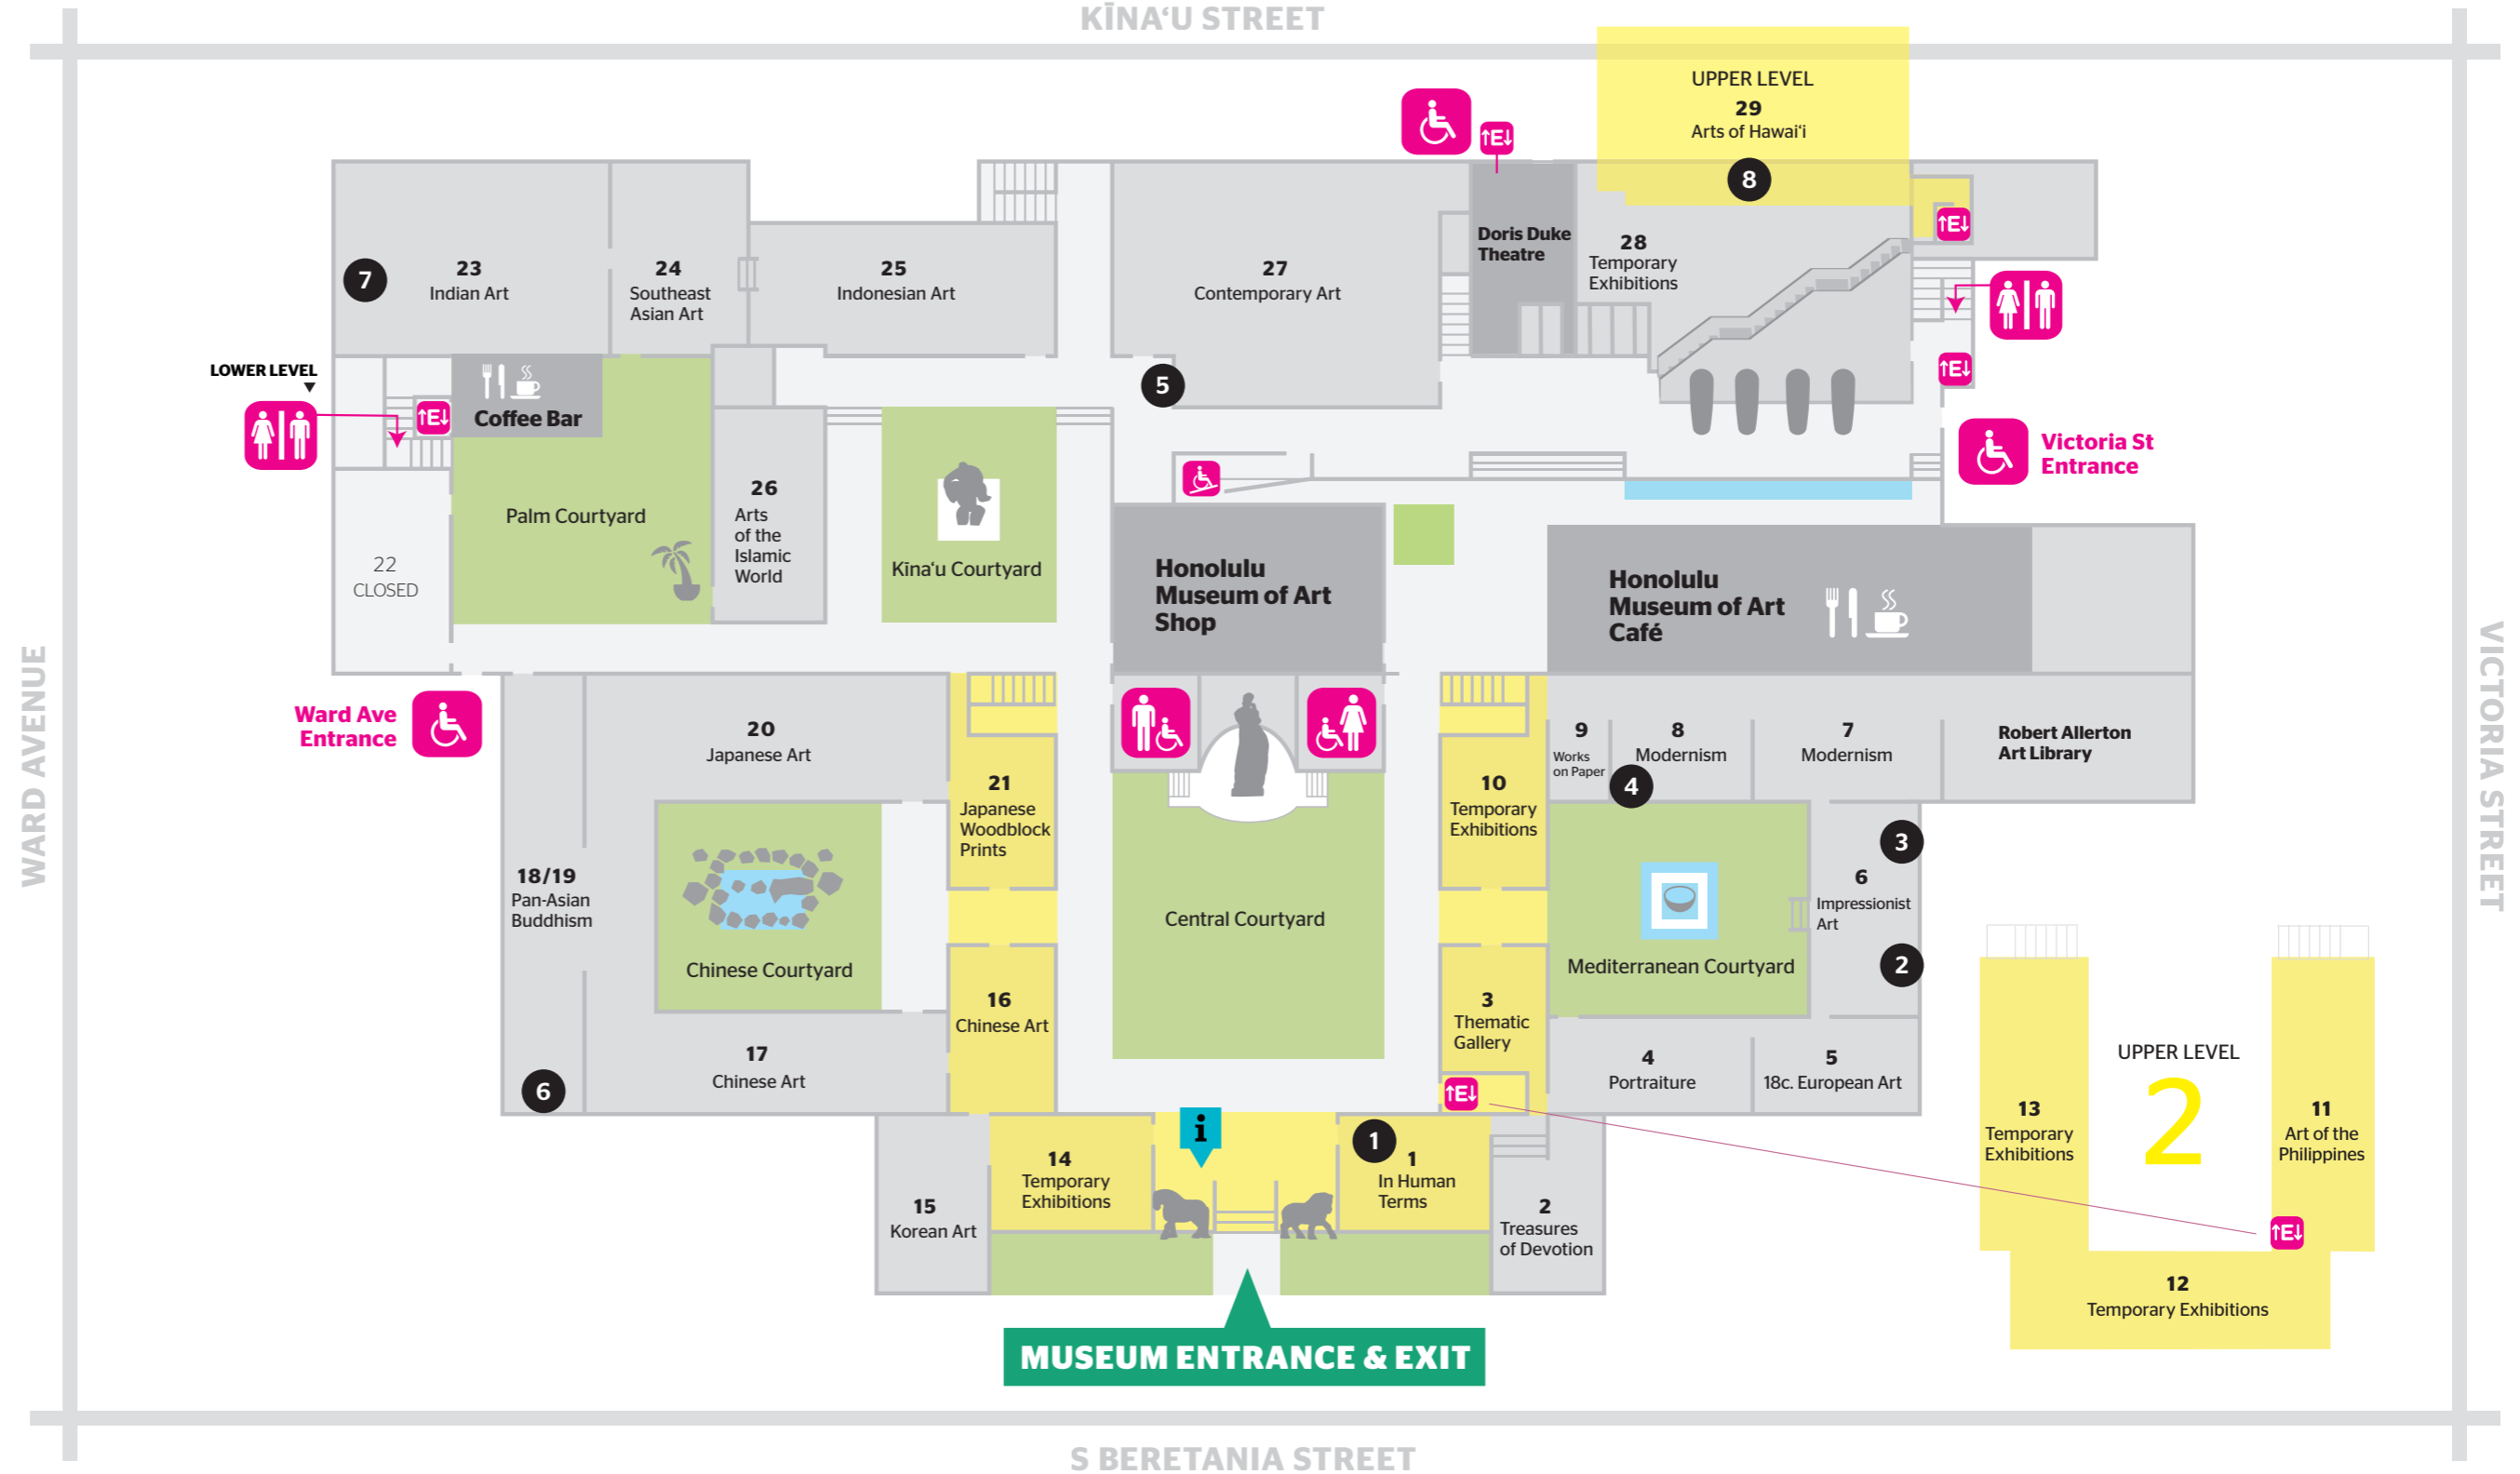 KĪNAʻU STREET
UPPER LEVEL
29
Arts of Hawaiʻi
8
↑E↓
↑E↓
Doris Duke
Theatre
28
Temporary
Exhibitions
7
23
Indian Art
24
Southeast
Asian Art
25
Indonesian Art
27
Contemporary Art
LOWER LEVEL
↑E↓
Coffee Bar
5
↑E↓
Victoria St
Entrance
26
Arts
of the
Islamic
World
Palm Courtyard
22
CLOSED
Kīnaʻu Courtyard
Honolulu
Museum of Art
Shop
Honolulu
Museum of Art
Café
WARD AVENUE
VICTORIA STREET
Ward Ave
Entrance
20
Japanese Art
21
Japanese
Woodblock
Prints
10
Temporary
Exhibitions
9
Works
on Paper
8
Modernism
7
Modernism
Robert Allerton
Art Library
4
3
18/19
Pan-Asian
Buddhism
6
Impressionist
Art
2
Chinese Courtyard
Central Courtyard
Mediterranean Courtyard
16
Chinese Art
3
Thematic
Gallery
17
Chinese Art
4
Portraiture
5
18c. European Art
6
↑E↓
i
1
14
Temporary
Exhibitions
1
In Human
Terms
15
Korean Art
2
Treasures
of Devotion
UPPER LEVEL
2
13
Temporary
Exhibitions
11
Art of the
Philippines
↑E↓
12
Temporary Exhibitions
MUSEUM ENTRANCE & EXIT
S BERETANIA STREET